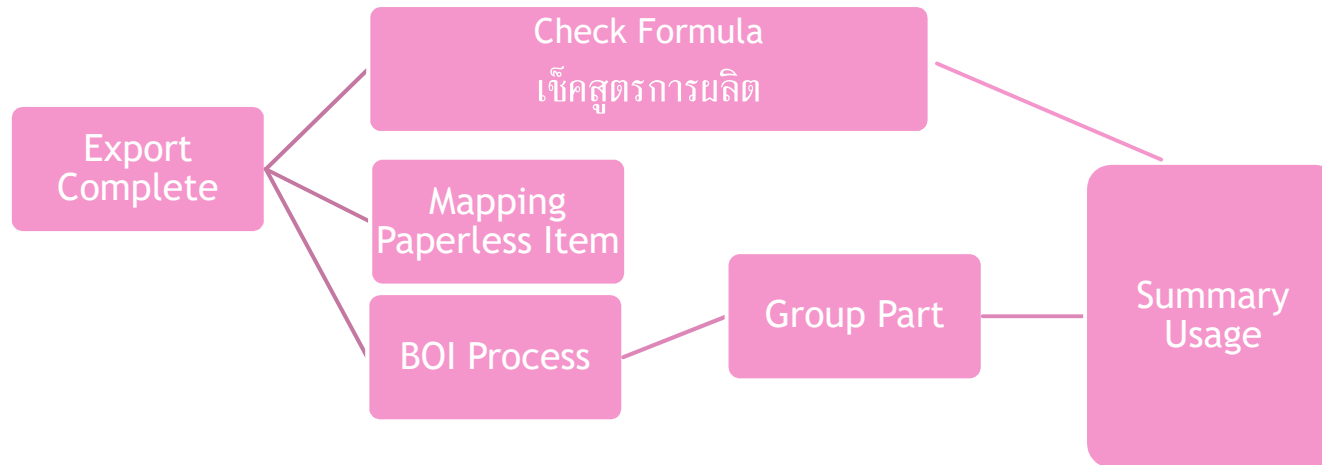 Check Formula
เช็คสูตรการผลิต
Export
Complete
Mapping
Paperless Item
BOI Process
Group Part
Summary
Usage